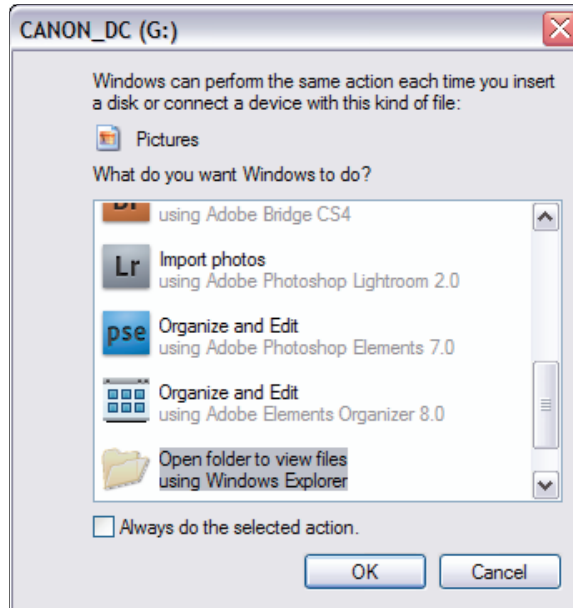 CANON_DC (G:)
Windows can perform the same action each time you insert
a disk or connect a device with this kind of file:
Pictures
What do you want Windows to do?
Br
using Adobe Bridge CS4
Lr
Import photos
using Adobe Photoshop Lightroom 2.0
pse
Organize and Edit
using Adobe Photoshop Elements 7.0
Organize and Edit
using Adobe Elements Organizer 8.0
Open folder to view files
using Windows Explorer
Always do the selected action.
OK
Cancel